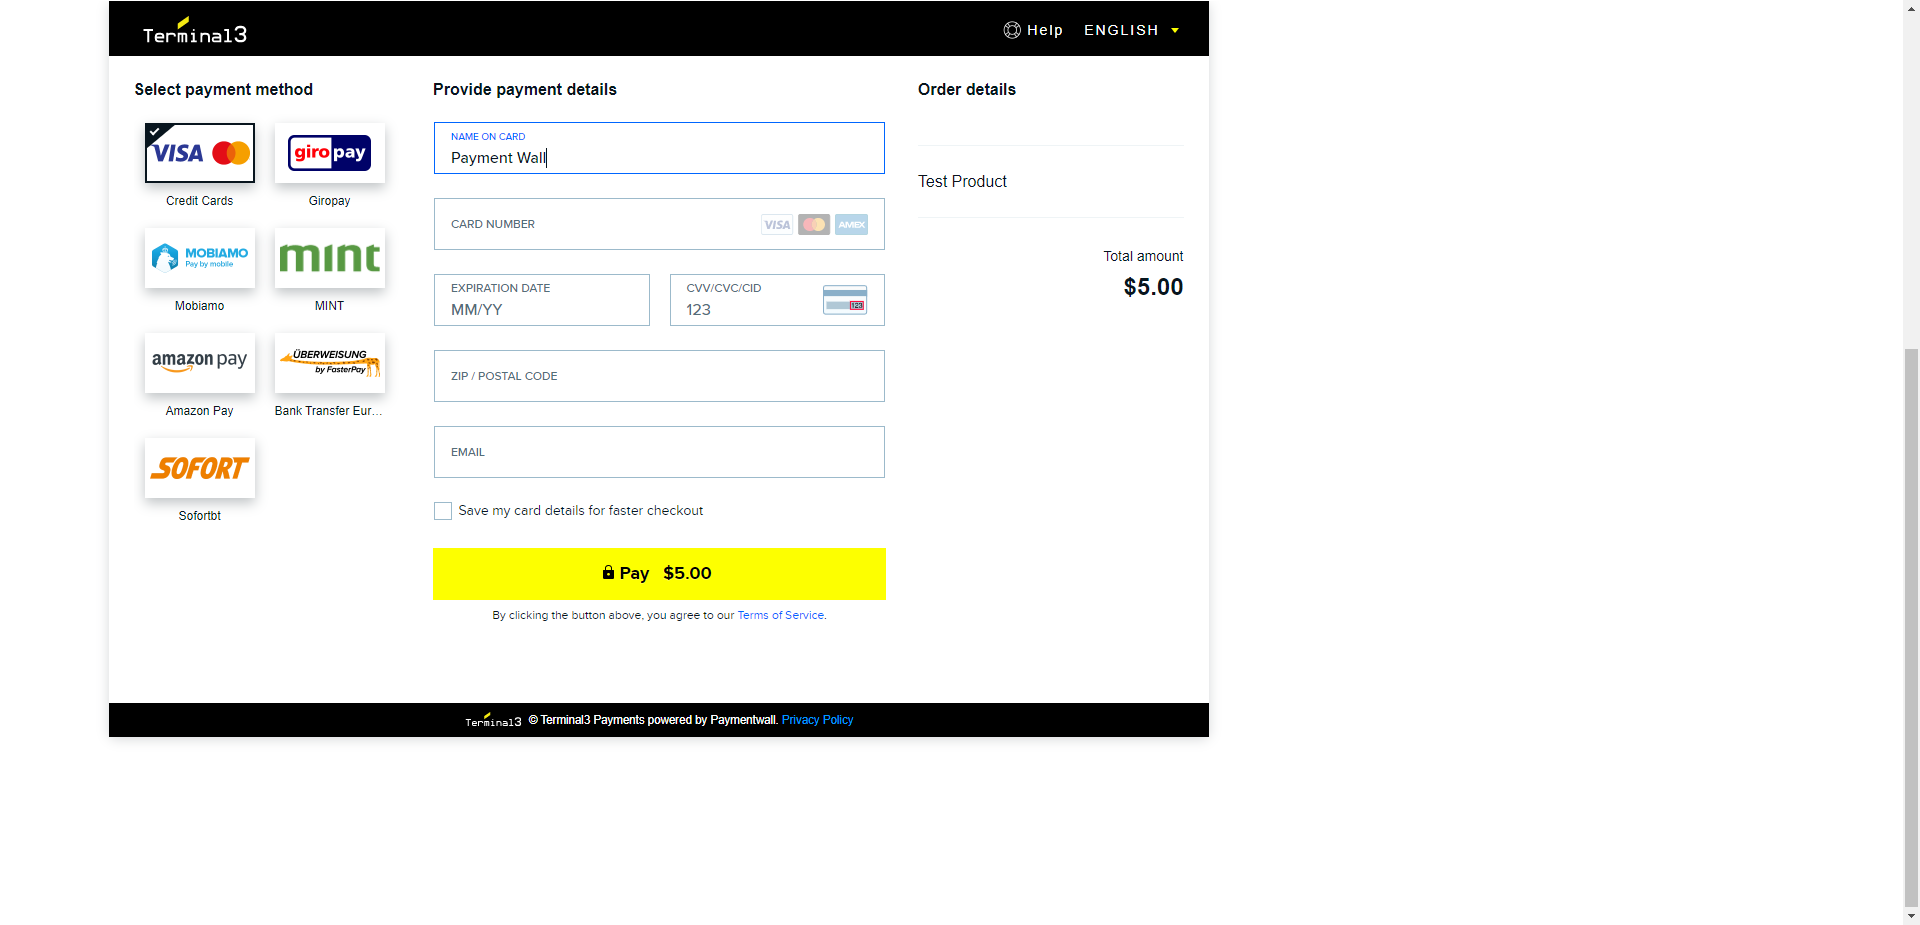 Terminal3
Help
ENGLISH
Select payment method
Provide payment details
Order details
VISA
giropay
Credit Cards
Giropay
MOBIAMO
Pay by mobile
mint
Mobiamo
MINT
amazon pay
ÜBERWEISUNG
by FasterPay
Amazon Pay
Bank Transfer Eur...
SOFORT
Sofortbt
NAME ON CARD
Payment Wall
CARD NUMBER
VISA
AMEX
EXPIRATION DATE
MM/YY
CVV/CVC/CID
123
123
ZIP / POSTAL CODE
EMAIL
Save my card details for faster checkout
Pay $5.00
By clicking the button above, you agree to our Terms of Service.
Test Product
Total amount
$5.00
Terminal3 © Terminal3 Payments powered by Paymentwall. Privacy Policy